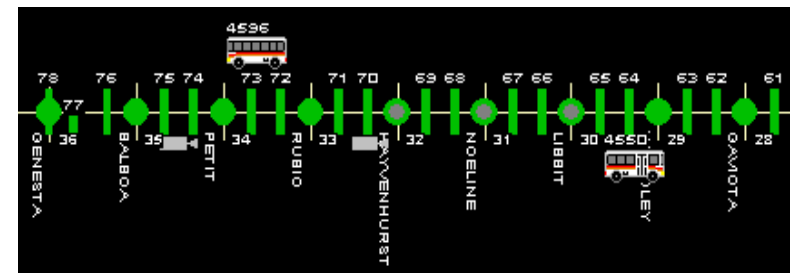 4596
78 77 76 75 74 73 72 71 70 69 68 67 66 65 64 63 62 61
36 35 34 33 32 31 30 4550 29 28
GENESTA
BALBOA
PETIT
RUBIO
HAYVENHURST
NOELINE
LIBBIT
LEY
GAVIOTA